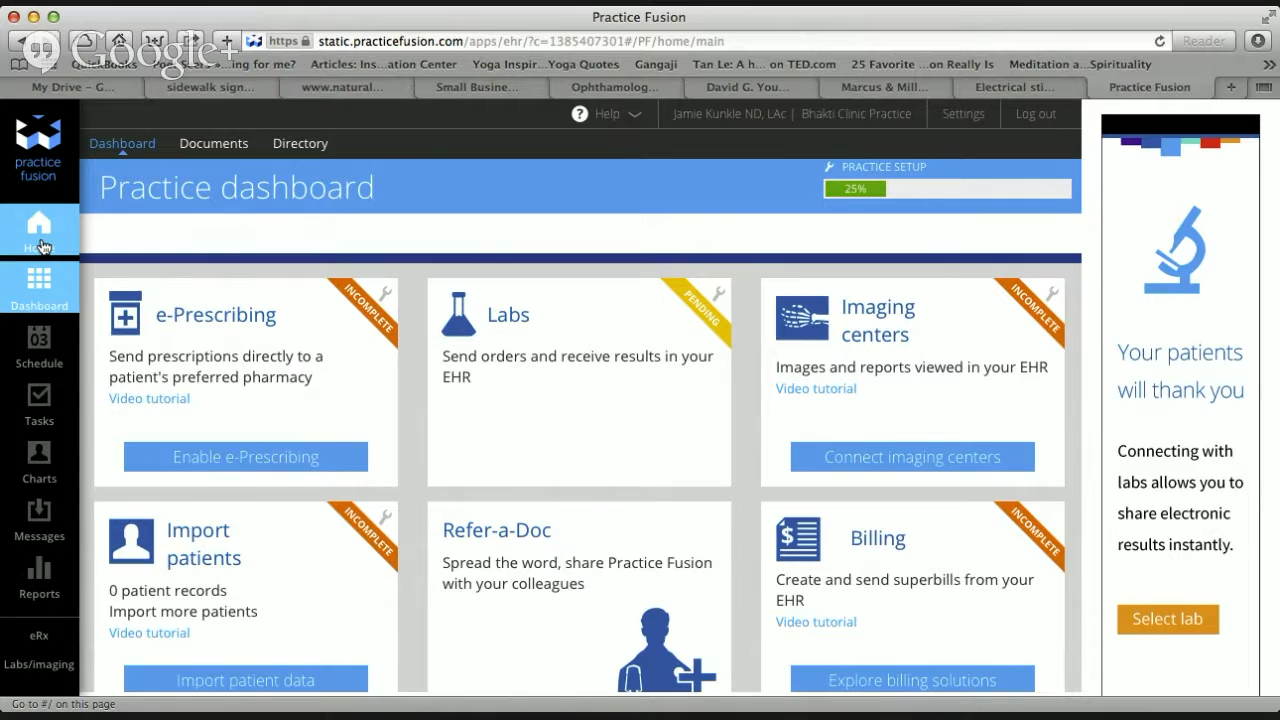 Practice Fusion
Google+
https static.practicefusion.com/apps/ehr/?c=1385407301#/PF/home/main
Reader
QuickBooks
ng for me?
Articles: Ins...ation Center
Yoga Inspir...Yoga Quotes
Gangaji
Tan Le: A h... on TED.com
25 Favorite ...on Really Is
Meditation a...Spirituality
My Drive – G...
sidewalk sign...
www.natural...
Small Busine...
Ophthamolog...
David G. You...
Marcus & Mill...
Electrical sti...
Practice Fusion
Help
Jamie Kunkle ND, LAc
Bhakti Clinic Practice
Settings
Log out
practice
fusion
Dashboard
Documents
Directory
Practice dashboard
PRACTICE SETUP
25%
Dashboard
03
Schedule
Tasks
Charts
Messages
Reports
eRx
Labs/imaging
e-Prescribing
INCOMPLETE
Send prescriptions directly to a
patient's preferred pharmacy
Video tutorial
Enable e-Prescribing
Labs
PENDING
Send orders and receive results in your
EHR
Imaging
centers
INCOMPLETE
Images and reports viewed in your EHR
Video tutorial
Connect imaging centers
Import
patients
INCOMPLETE
0 patient records
Import more patients
Video tutorial
Import patient data
Refer-a-Doc
Spread the word, share Practice Fusion
with your colleagues
Billing
INCOMPLETE
Create and send superbills from your
EHR
Video tutorial
Explore billing solutions
Your patients
will thank you
Connecting with
labs allows you to
share electronic
results instantly.
Select lab
Go to #/ on this page